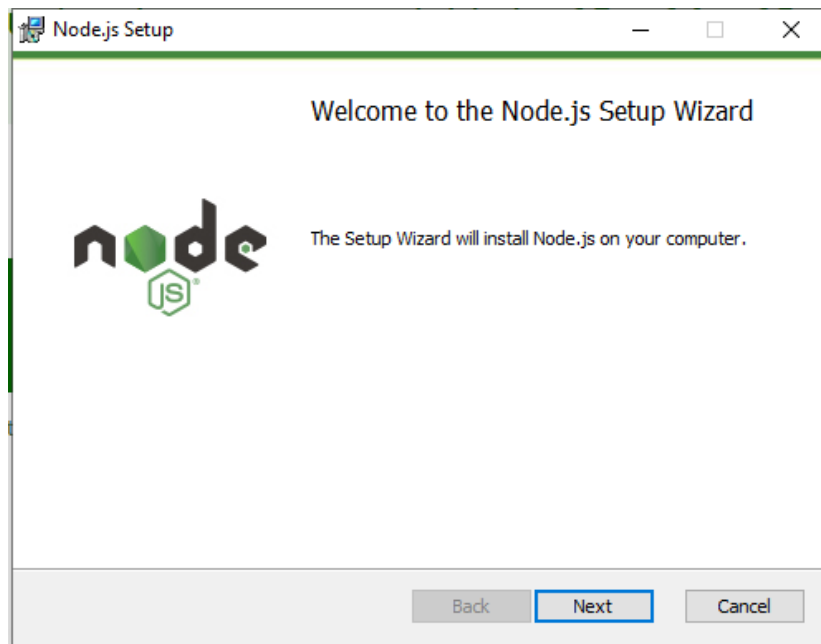 Node.js Setup
Welcome to the Node.js Setup Wizard
node
JS®
The Setup Wizard will install Node.js on your computer.
Back Next Cancel